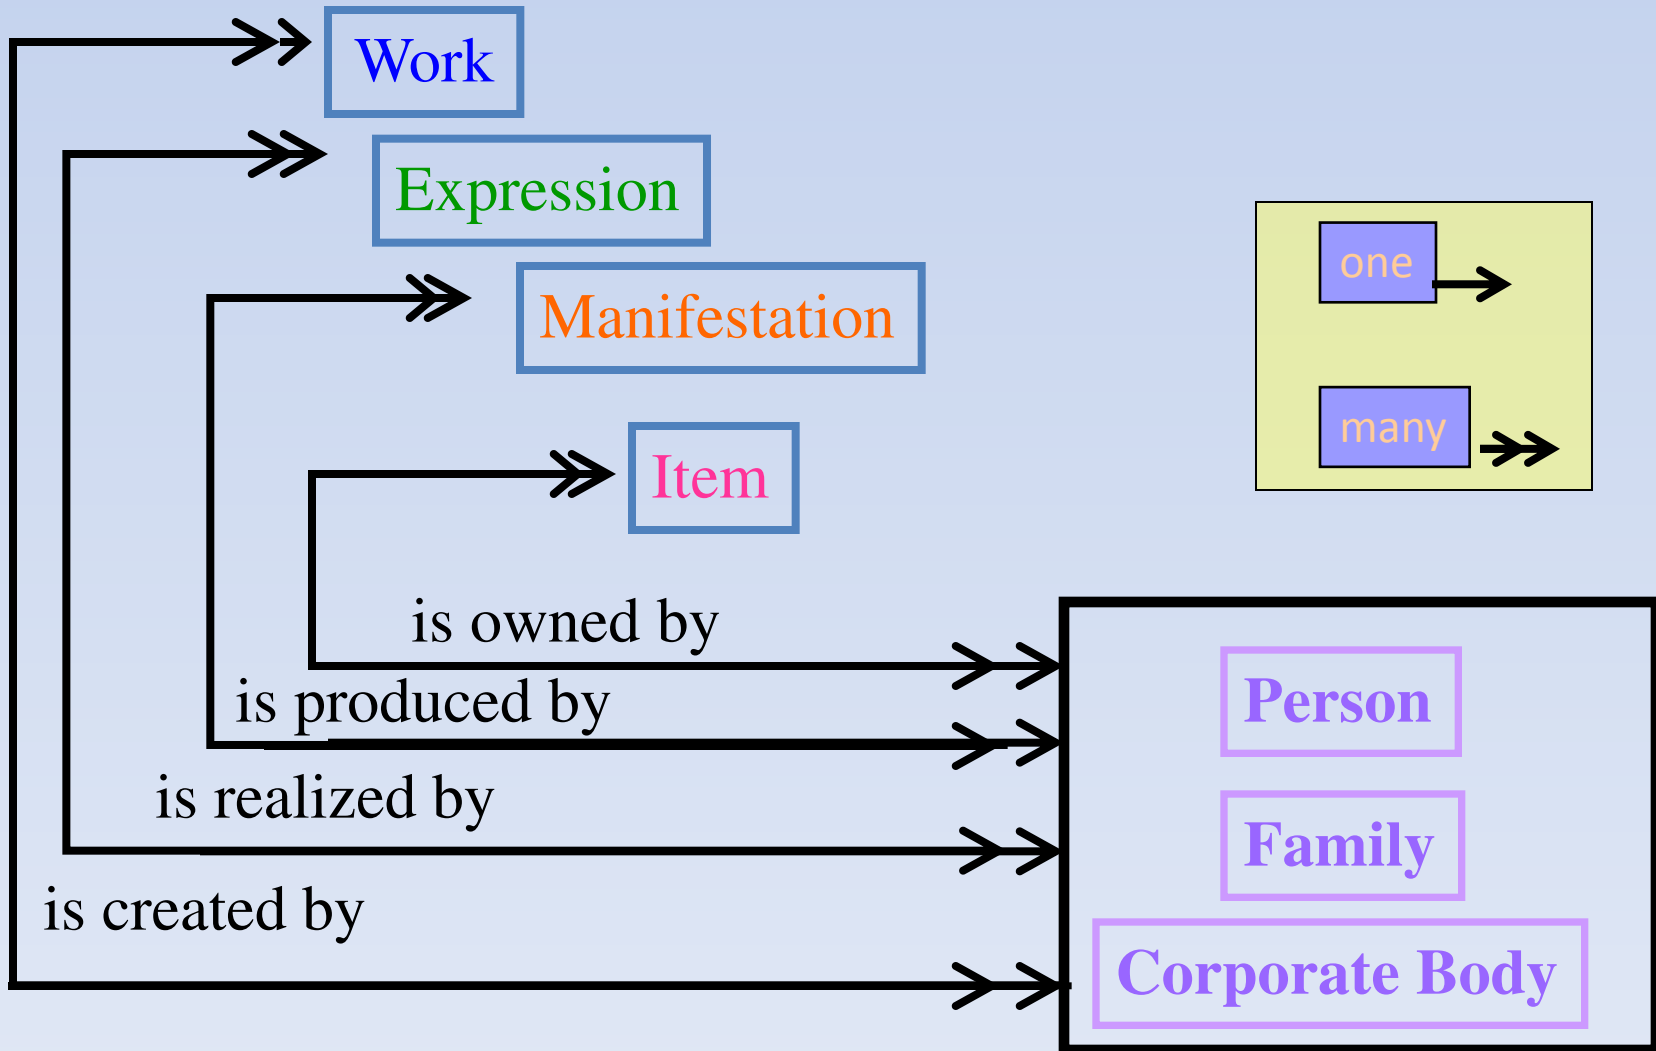 Work
Expression
Manifestation
Item
one
many
is owned by
is produced by
is realized by
is created by
Person
Family
Corporate Body